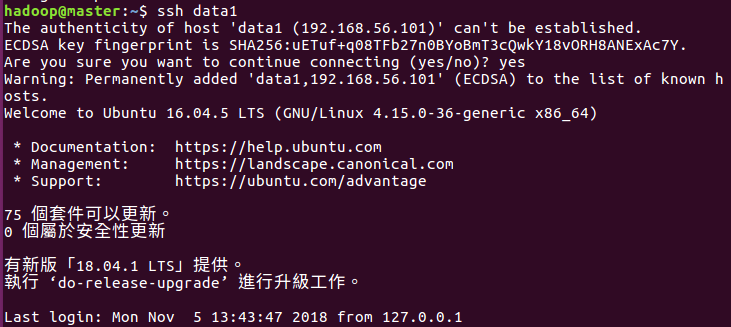 hadoop@master:~$ ssh data1
The authenticity of host 'data1 (192.168.56.101)' can't be established.
ECDSA key fingerprint is SHA256:uETuf+q08TFb27n0BYoBmT3cQwkY18vORH8ANExAc7Y.
Are you sure you want to continue connecting (yes/no)? yes
Warning: Permanently added 'data1,192.168.56.101' (ECDSA) to the list of known h
osts.
Welcome to Ubuntu 16.04.5 LTS (GNU/Linux 4.15.0-36-generic x86_64)
* Documentation:  https://help.ubuntu.com
* Management:     https://landscape.canonical.com
* Support:        https://ubuntu.com/advantage
75 個套件可以更新。
0 個屬於安全性更新
有新版「18.04.1 LTS」提供。
執行 ‘do-release-upgrade’ 進行升級工作。
Last login: Mon Nov  5 13:43:47 2018 from 127.0.0.1